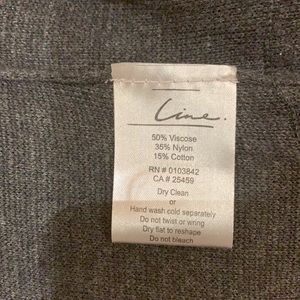 Line.
50% Viscose
35% Nylon
15% Cotton
RN # 0103842
CA # 25459
Dry Clean
or
Hand wash cold separately
Do not twist or wring
Dry flat to reshape
Do not bleach